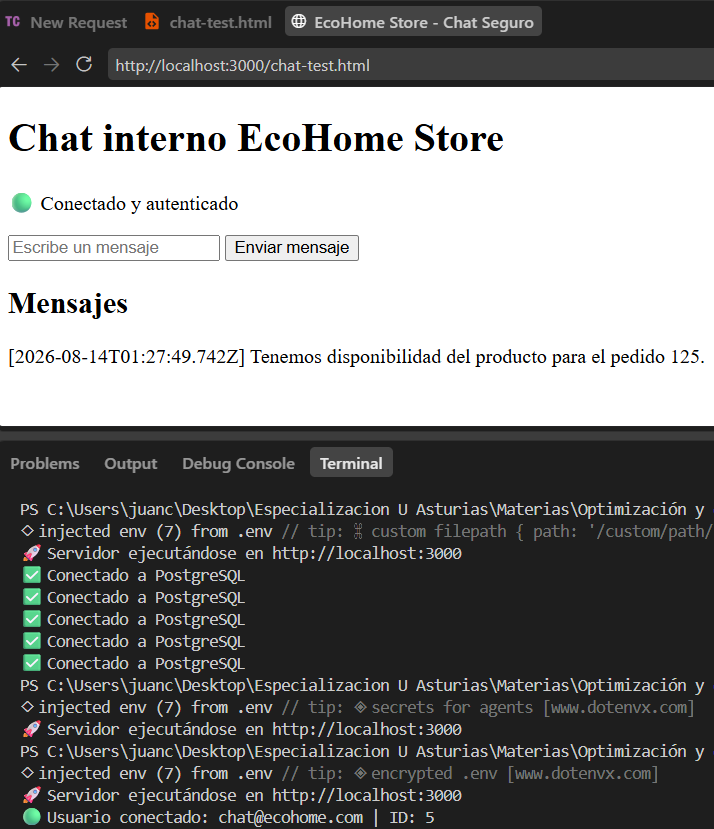 TC New Request chat-test.html EcoHome Store - Chat Seguro
http://localhost:3000/chat-test.html
Chat interno EcoHome Store
Conectado y autenticado
Escribe un mensaje Enviar mensaje
Mensajes
[2026-08-14T01:27:49.742Z] Tenemos disponibilidad del producto para el pedido 125.
Problems Output Debug Console Terminal
PS C:\Users\juanc\Desktop\Especializacion U Asturias\Materias\Optimización y
injected env (7) from .env // tip: ⌘ custom filepath { path: '/custom/path/
🚀 Servidor ejecutándose en http://localhost:3000
✅ Conectado a PostgreSQL
✅ Conectado a PostgreSQL
✅ Conectado a PostgreSQL
✅ Conectado a PostgreSQL
✅ Conectado a PostgreSQL
PS C:\Users\juanc\Desktop\Especializacion U Asturias\Materias\Optimización y
◇ injected env (7) from .env // tip: ◈ secrets for agents [www.dotenvx.com]
🚀 Servidor ejecutándose en http://localhost:3000
PS C:\Users\juanc\Desktop\Especializacion U Asturias\Materias\Optimización y
◇ injected env (7) from .env // tip: ◈ encrypted .env [www.dotenvx.com]
🚀 Servidor ejecutándose en http://localhost:3000
🟢 Usuario conectado: chat@ecohome.com | ID: 5